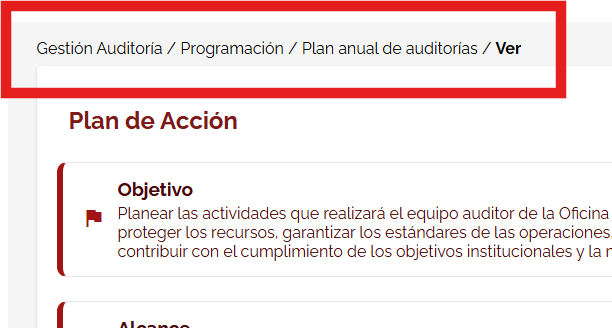 Gestión Auditoría / Programación / Plan anual de auditorías / Ver
Plan de Acción
Objetivo
Planear las actividades que realizará el equipo auditor de la Oficina
proteger los recursos, garantizar los estándares de las operaciones,
contribuir con el cumplimiento de los objetivos institucionales y la
Alcance